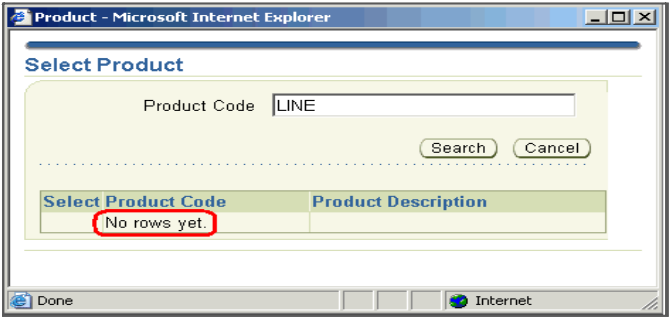 Product - Microsoft Internet Explorer
Select Product
Product Code LINE
Search Cancel
Select Product Code Product Description
No rows yet.
Done Internet